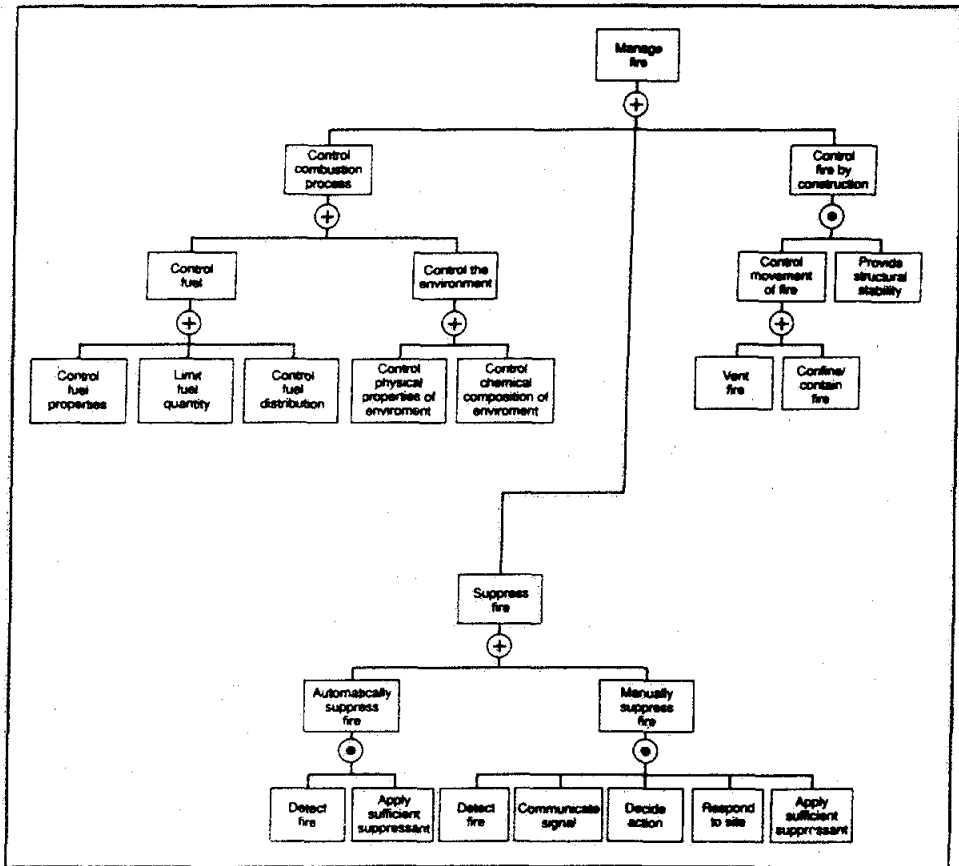 Manage
fire
+
Control
combustion
process
Control
fire by
construction
+
Control
fuel
Control the
environment
Control
movement
of fire
Provide
structural
stability
+
+
+
Control
fuel
properties
Limit
fuel
quantity
Control
fuel
distribution
Control
physical
properties of
enviroment
Control
chemical
composition of
enviroment
Vent
fire
Confine/
contain
fire
Suppress
fire
+
Automatically
suppress
fire
Manually
suppress
fire
Detect
fire
Apply
sufficient
suppressant
Detect
fire
Communicate
signal
Decide
action
Respond
to site
Apply
sufficient
suppressant